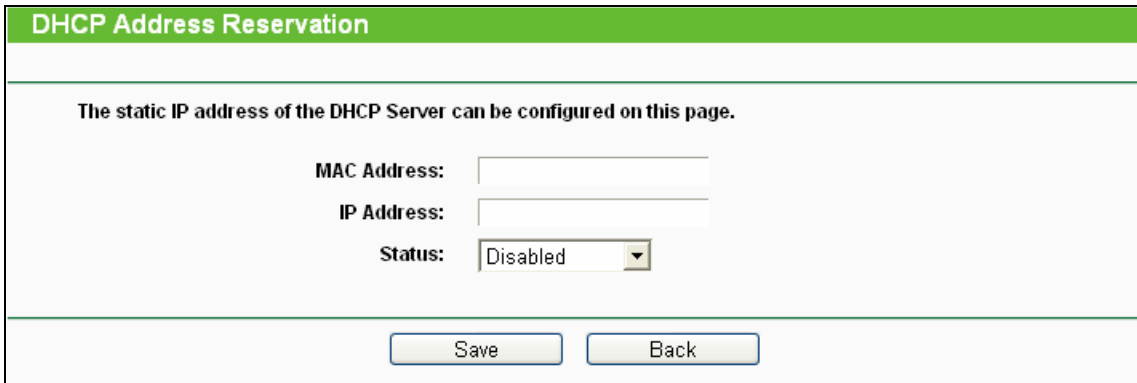 DHCP Address Reservation
The static IP address of the DHCP Server can be configured on this page.
MAC Address:
IP Address:
Status: Disabled
Save Back